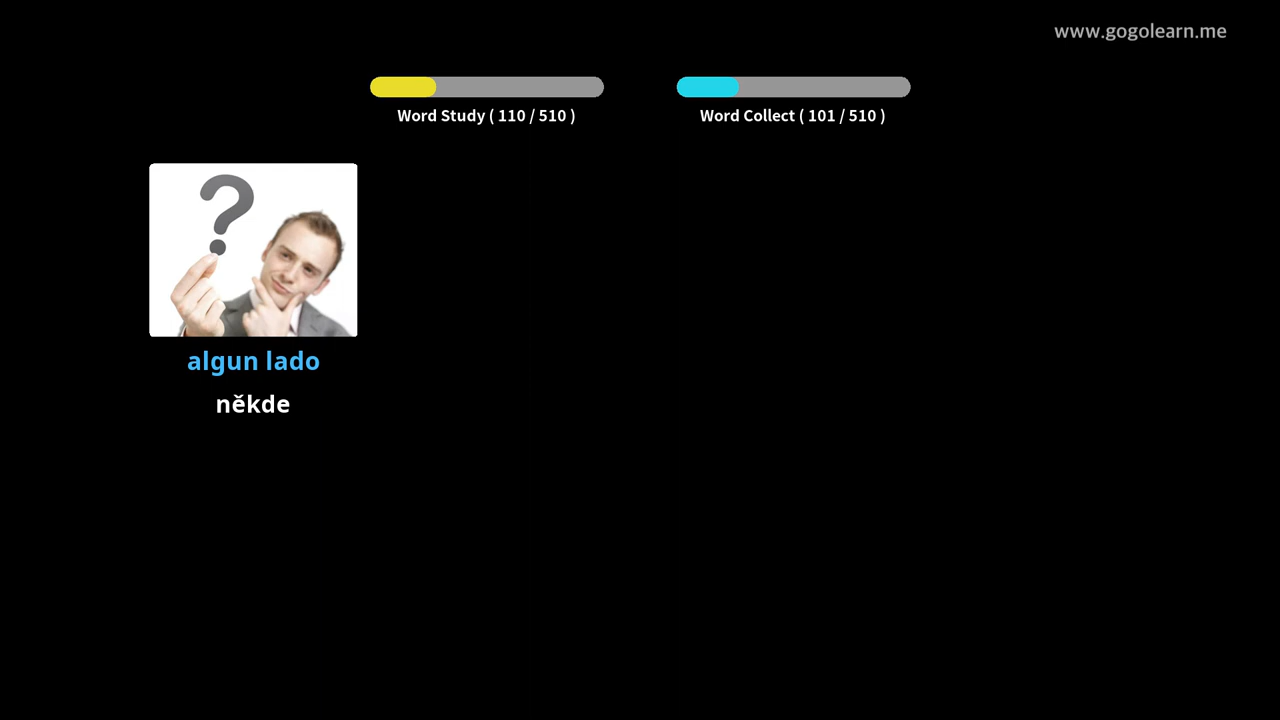 www.gogolearn.me
Word Study ( 110 / 510 )
Word Collect ( 101 / 510 )
?
algun lado
někde